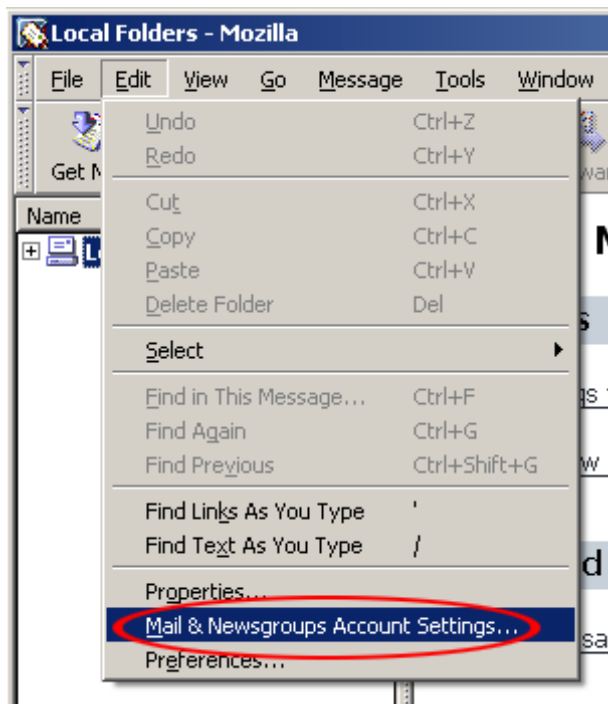 Local Folders - Mozilla
File Edit View Go Message Tools Window
Undo Ctrl+Z
Redo Ctrl+Y
Get
Name
Cut Ctrl+X
Copy Ctrl+C
Paste Ctrl+V
Delete Folder Del
Select
Find in This Message... Ctrl+F
Find Again Ctrl+G
Find Previous Ctrl+Shift+G
Find Links As You Type '
Find Text As You Type /
Properties...
Mail & Newsgroups Account Settings...
Preferences...